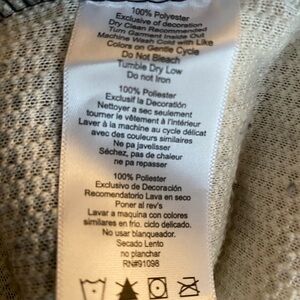 100% Polyester
Exclusive of decoration
Dry Clean Recommended
Turn Garment Inside Out
Machine Wash Cold with Like
Colors on Gentle Cycle
Do Not Bleach
Tumble Dry Low
Do not Iron
100% Poliester
Exclusif la Decoración
Nettoyer a sec seulement
tourner le vêtement à l'intérieur
Laver à la machine au cycle délicat
avec des couleurs similaires
Ne pa javelisser
Séchez, pas de chaleur
ne pa repasser
100% Poliester
Exclusivo de Decoración
Recomendatorio Lava en seco
Poner al rev's
Lavar a maquina con colores
similares en frio. ciclo delicado.
No usar blanqueador.
Secado Lento
no planchar
RN#91098